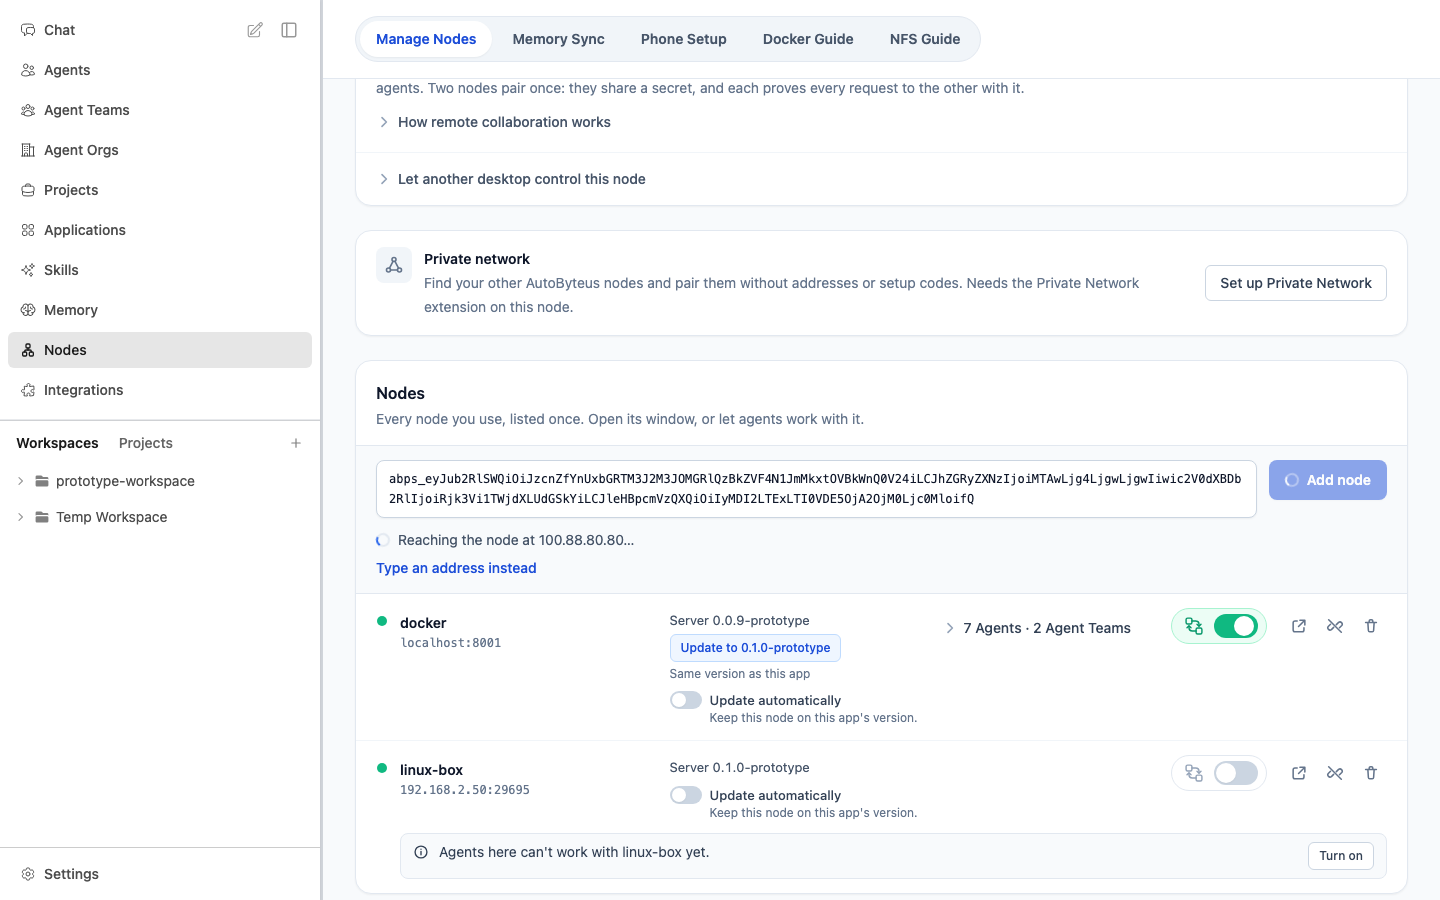 Chat
Agents
Agent Teams
Agent Orgs
Projects
Applications
Skills
Memory
Nodes
Integrations
Workspaces Projects
prototype-workspace
Temp Workspace
Settings
Manage Nodes Memory Sync Phone Setup Docker Guide NFS Guide
agents. Two nodes pair once: they share a secret, and each proves every request to the other with it.
How remote collaboration works
Let another desktop control this node
Private network
Find your other AutoByteus nodes and pair them without addresses or setup codes. Needs the Private Network
extension on this node.
Set up Private Network
Nodes
Every node you use, listed once. Open its window, or let agents work with it.
abps_eyJub2RlSWQiOiJzcnZfYnUxbGRTM3J2M3JOMGRlQzBkZVF4N1JmMkxtOVBkWnQ0V24iLCJhZGRyZXNzIjoiMTAwLjg4LjgwLjgwIiwic2V0dXBDb
2RlIjoiRjk3Vi1TWjdXLUdGSkYiLCJleHBpcmVzQXQiOiIyMDI2LTExLTI0VDE5OjA2OjM0Ljc0MloifQ
Add node
Reaching the node at 100.88.80.80...
Type an address instead
docker
localhost:8001
Server 0.0.9-prototype
Update to 0.1.0-prototype
Same version as this app
Update automatically
Keep this node on this app's version.
7 Agents · 2 Agent Teams
linux-box
192.168.2.50:29695
Server 0.1.0-prototype
Update automatically
Keep this node on this app's version.
Agents here can't work with linux-box yet.
Turn on